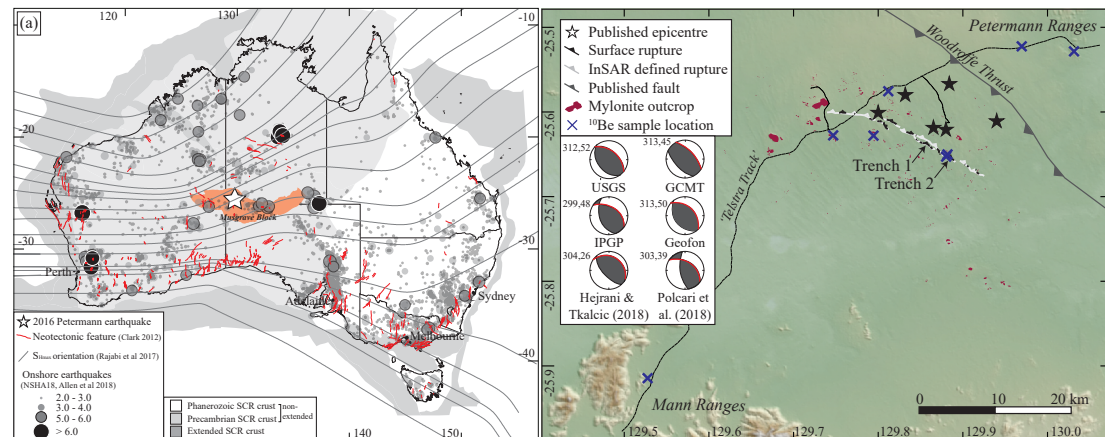 (a)
120
130
-10
-20
-30
-40
140
150
Musgrave Block
Perth
Adelaide
Sydney
Melbourne
2016 Petermann earthquake
Neotectonic feature (Clark 2012)
SHmax orientation (Rajabi et al 2017)
Onshore earthquakes
(NSHA18, Allen et al 2018)
2.0 - 3.0
3.0 - 4.0
5.0 - 6.0
> 6.0
Phanerozoic SCR crust
Precambrian SCR crust
Extended SCR crust
non-
extended
Published epicentre
Surface rupture
InSAR defined rupture
Published fault
Mylonite outcrop
10Be sample location
312,52
USGS
313,45
GCMT
299,48
IPGP
313,50
Geofon
304,26
Hejrani &
Tkalcic (2018)
303,39
Polcari et
al. (2018)
-25.51
-25.61
-25.71
-25.81
-25.91
Petermann Ranges
Woodroffe Thrust
Trench 1
Trench 2
Telstra Track
Mann Ranges
0
10
20 km
129.5
129.6
129.7
129.8
129.9
130.0